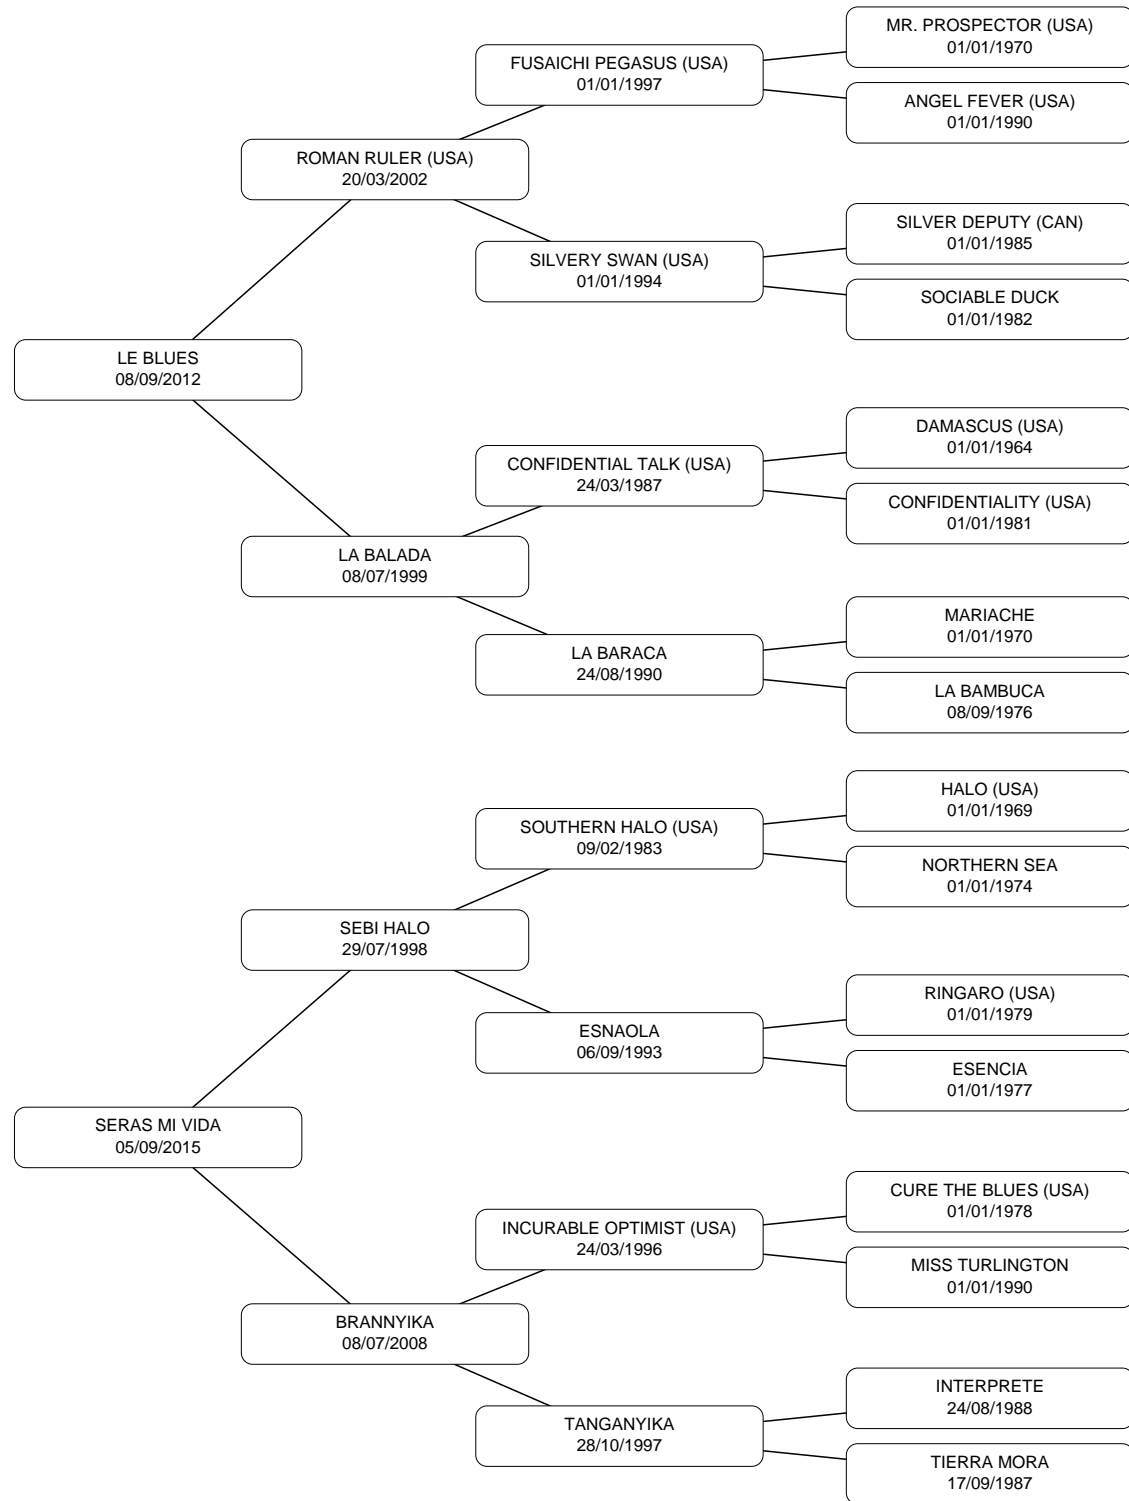 MR. PROSPECTOR (USA)
01/01/1970
FUSAICHI PEGASUS (USA)
01/01/1997
ANGEL FEVER (USA)
01/01/1990
ROMAN RULER (USA)
20/03/2002
SILVER DEPUTY (CAN)
01/01/1985
SILVERY SWAN (USA)
01/01/1994
SOCIABLE DUCK
01/01/1982
LE BLUES
08/09/2012
DAMASCUS (USA)
01/01/1964
CONFIDENTIAL TALK (USA)
24/03/1987
CONFIDENTIALITY (USA)
01/01/1981
LA BALADA
08/07/1999
MARIACHE
01/01/1970
LA BARACA
24/08/1990
LA BAMBUCA
08/09/1976
HALO (USA)
01/01/1969
SOUTHERN HALO (USA)
09/02/1983
NORTHERN SEA
01/01/1974
SEBI HALO
29/07/1998
RINGARO (USA)
01/01/1979
ESNAOLA
06/09/1993
ESENCIA
01/01/1977
SERAS MI VIDA
05/09/2015
CURE THE BLUES (USA)
01/01/1978
INCURABLE OPTIMIST (USA)
24/03/1996
MISS TURLINGTON
01/01/1990
BRANNYIKA
08/07/2008
INTERPRETE
24/08/1988
TANGANYIKA
28/10/1997
TIERRA MORA
17/09/1987